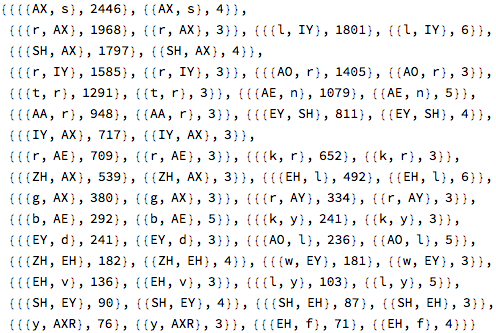 {{{{AX, s}, 2446}, {{AX, s}, 4}},
{{{r, AX}, 1968}, {{r, AX}, 3}}, {{{l, IY}, 1801}, {{l, IY}, 6}},
{{{SH, AX}, 1797}, {{SH, AX}, 4}},
{{{r, IY}, 1585}, {{r, IY}, 3}}, {{{AO, r}, 1405}, {{AO, r}, 3}},
{{{t, r}, 1291}, {{t, r}, 3}}, {{{AE, n}, 1079}, {{AE, n}, 5}},
{{{AA, r}, 948}, {{AA, r}, 3}}, {{{EY, SH}, 811}, {{EY, SH}, 4}},
{{{IY, AX}, 717}, {{IY, AX}, 3}},
{{{r, AE}, 709}, {{r, AE}, 3}}, {{{k, r}, 652}, {{k, r}, 3}},
{{{ZH, AX}, 539}, {{ZH, AX}, 3}}, {{{EH, l}, 492}, {{EH, l}, 6}},
{{{g, AX}, 380}, {{g, AX}, 3}}, {{{r, AY}, 334}, {{r, AY}, 3}},
{{{b, AE}, 292}, {{b, AE}, 5}}, {{{k, y}, 241}, {{k, y}, 3}},
{{{EY, d}, 241}, {{EY, d}, 3}}, {{{AO, l}, 236}, {{AO, l}, 5}},
{{{ZH, EH}, 182}, {{ZH, EH}, 4}}, {{{w, EY}, 181}, {{w, EY}, 3}},
{{{EH, v}, 136}, {{EH, v}, 3}}, {{{l, y}, 103}, {{l, y}, 5}},
{{{SH, EY}, 90}, {{SH, EY}, 4}}, {{{SH, EH}, 87}, {{SH, EH}, 3}},
{{{y, AXR}, 76}, {{y, AXR}, 3}}, {{{EH, f}, 71}, {{EH, f}, 4}}}